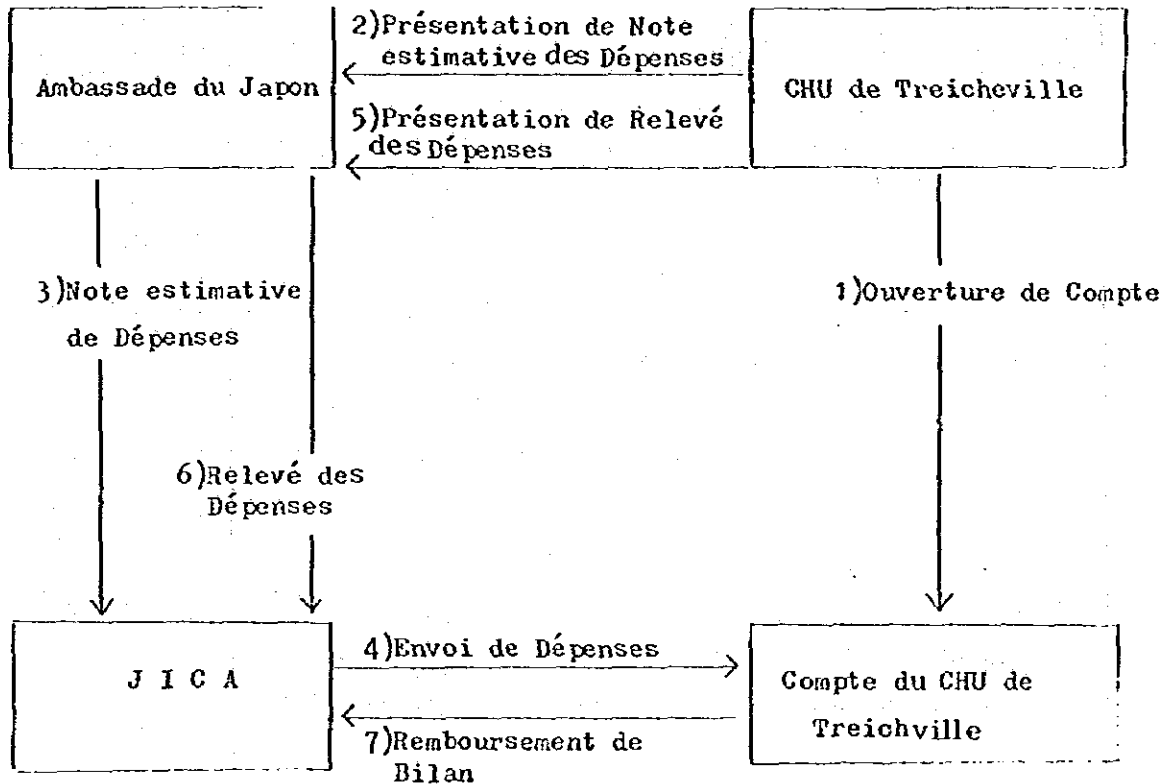 2)Présentation de Note
estimative des Dépenses
Ambassade du Japon
CHU de Treicheville
5)Présentation de Relevé
des Dépenses
3)Note estimative
de Dépenses
1)Ouverture de Compte
6)Relevé des
Dépenses
J I C A
4)Envoi de Dépenses
Compte du CHU de
Treichville
7)Remboursement de
Bilan